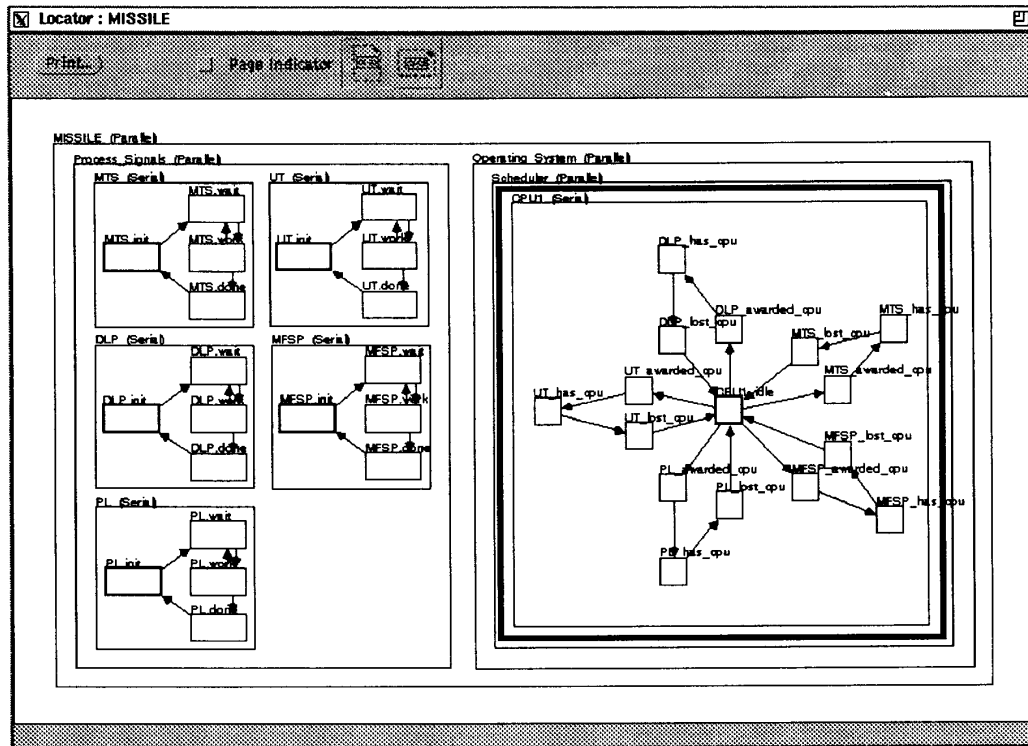 Locator : MISSILE
Print...
Page Indicator
MISSILE (Parallel)
Process_Signals (Parallel)
MTS (Serial)
MTS.wait
MTS.init
MTS.work
MTS.done
UT (Serial)
UT.wait
UT.init
UT.work
UT.done
DLP (Serial)
DLP.wait
DLP.init
DLP.work
DLP.done
MFSP (Serial)
MFSP.wait
MFSP.init
MFSP.work
MFSP.done
PL (Serial)
PL.wait
PL.init
PL.work
PL.done
Operating_System (Parallel)
Scheduler (Parallel)
CPU1 (Serial)
DLP_has_cpu
DLP_awarded_cpu
DLP_lost_cpu
MTS_has_cpu
MTS_lost_cpu
MTS_awarded_cpu
UT_awarded_cpu
UT_has_cpu
CPU1_idle
UT_lost_cpu
MFSP_lost_cpu
PL_awarded_cpu
MFSP_awarded_cpu
PL_lost_cpu
MFSP_has_cpu
PL_has_cpu